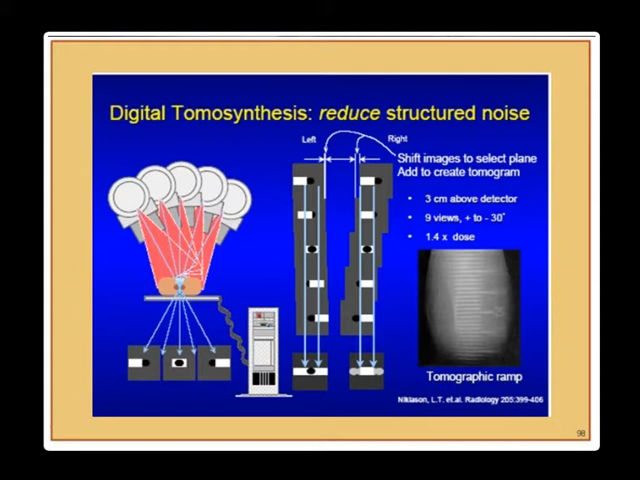 Digital Tomosynthesis: reduce structured noise
Left
Right
Shift images to select plane
Add to create tomogram
• 3 cm above detector
• 9 views, + to - 30°
• 1.4 x dose
Tomographic ramp
Niklason, L.T. et.al. Radiology 205:399-406
98